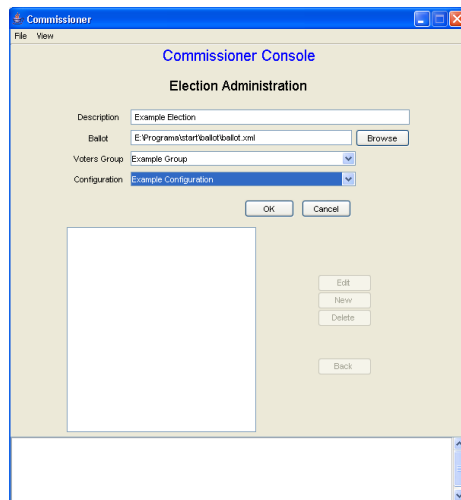 Commissioner
File View
Commissioner Console
Election Administration
Description Example Election
Ballot E:\Programa\start\ballot\ballot.xml Browse
Voters Group Example Group
Configuration Example Configuration
OK Cancel
Edit
New
Delete
Back